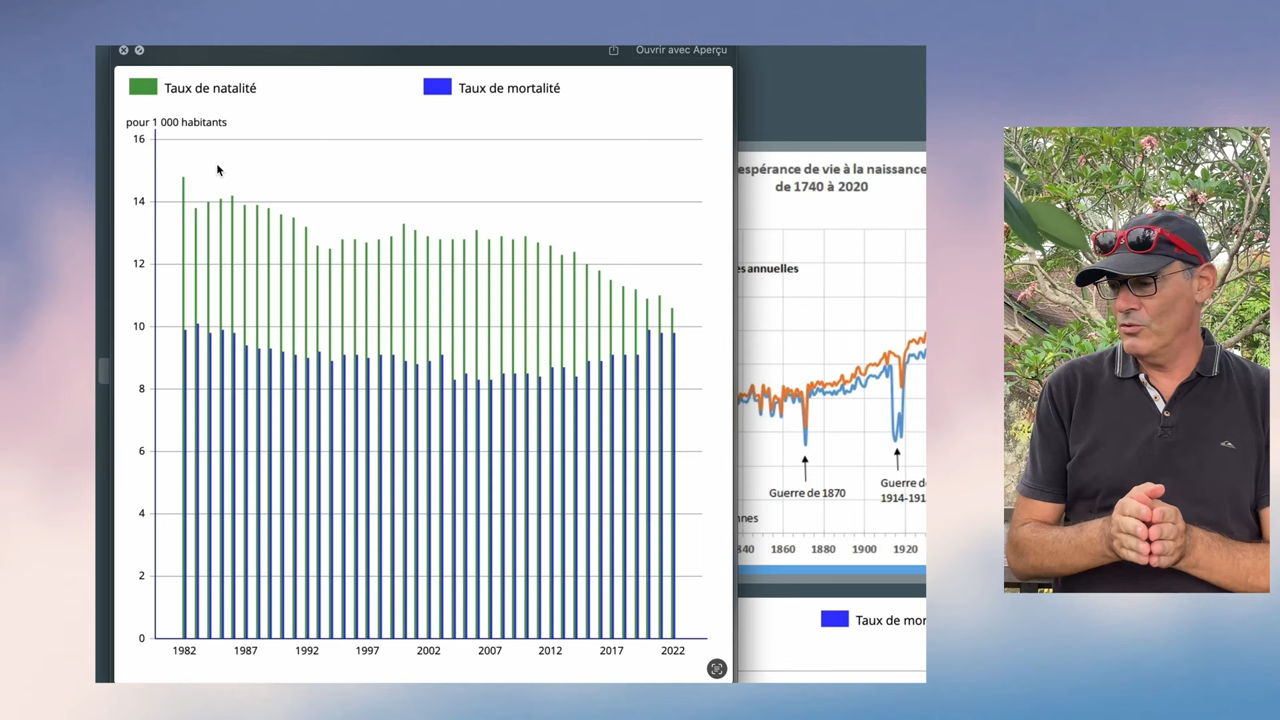 Ouvrir avec Aperçu
Taux de natalité
Taux de mortalité
pour 1 000 habitants
16
14
12
10
8
6
4
2
0
1982 1987 1992 1997 2002 2007 2012 2017 2022
espérance de vie à la naissance
de 1740 à 2020
es annuelles
Guerre de 1870
Guerre d
1914-191
nnes
40 1860 1880 1900 1920
Taux de mor